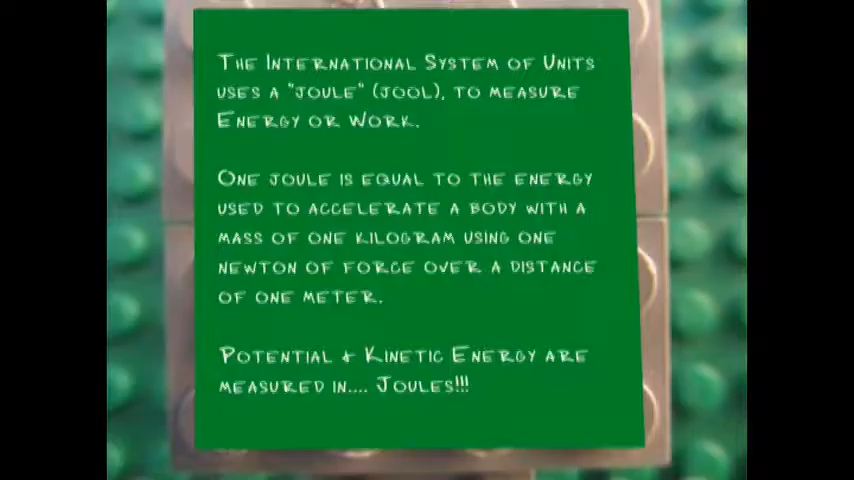 The International System of Units
uses a "joule" (jool), to measure
Energy or Work.
One joule is equal to the energy
used to accelerate a body with a
mass of one kilogram using one
newton of force over a distance
of one meter.
Potential + Kinetic Energy are
measured in.... Joules!!!